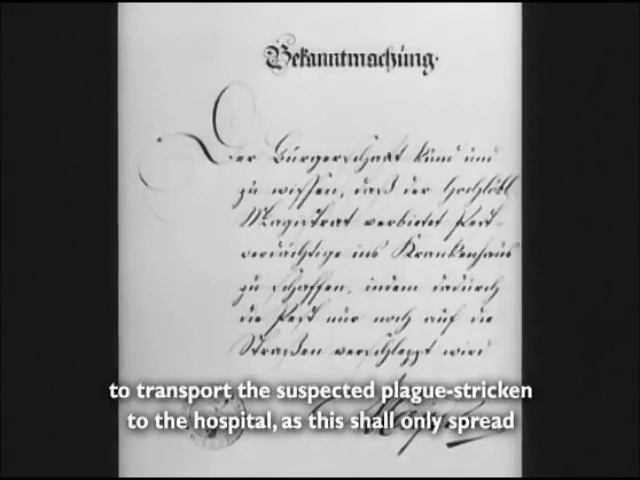 Bekanntmachung.
Der Bürgerschaft kund und
zu wissen, daß der Hochlöbl
Magistrat verbietet Pest-
verdächtige ins Krankenhaus
zu schaffen, indem dadurch
die Pest nur noch auf die
Straßen verschleppt wird
to transport the suspected plague-stricken
to the hospital, as this shall only spread